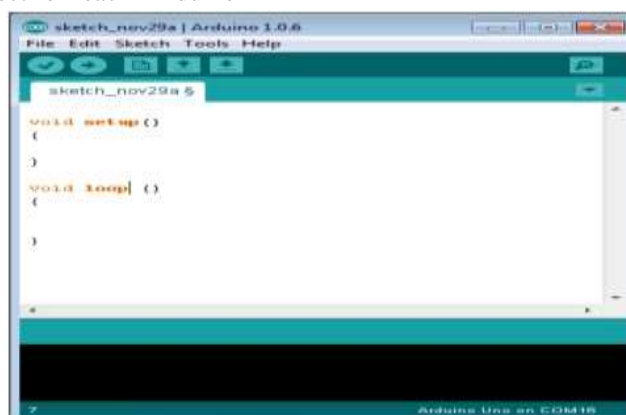 sketch_nov29a | Arduino 1.0.6
File Edit Sketch Tools Help
sketch_nov29a §
void setup()
{
}
void loop ()
{
}
7 Arduino Uno on COM16